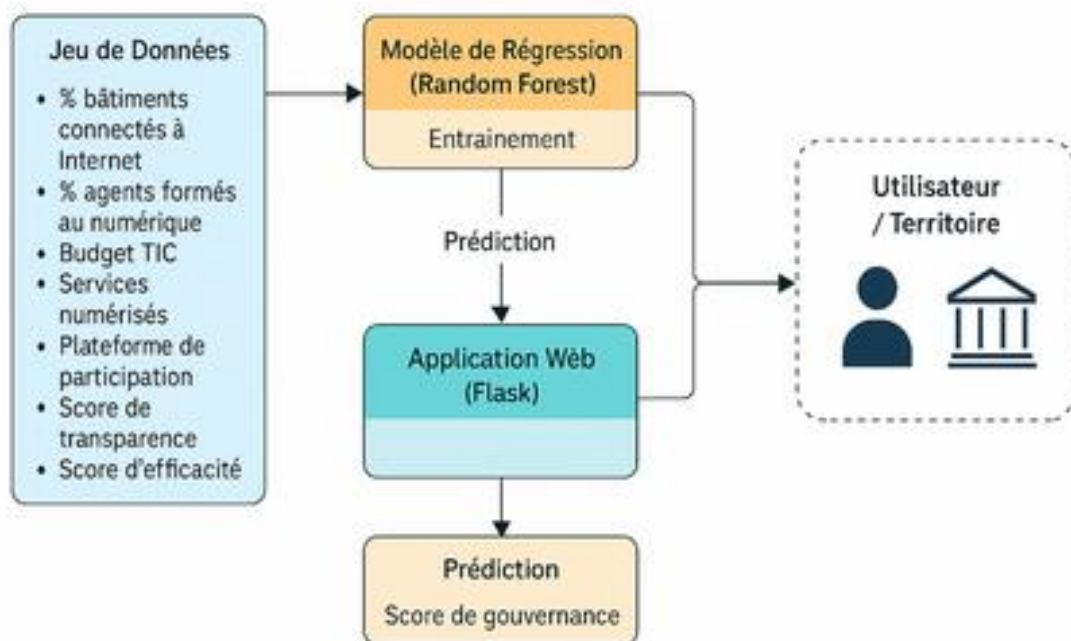 Jeu de Données
• % bâtiments
connectés à
Internet
• % agents formés
au numérique
• Budget TIC
• Services
numérisés
• Plateforme de
participation
• Score de
transparence
• Score d'efficacité
Modèle de Régression
(Random Forest)
Entrainement
Prédiction
Application Wèb
(Flask)
Prédiction
Score de gouvernance
Utilisateur
/ Territoire